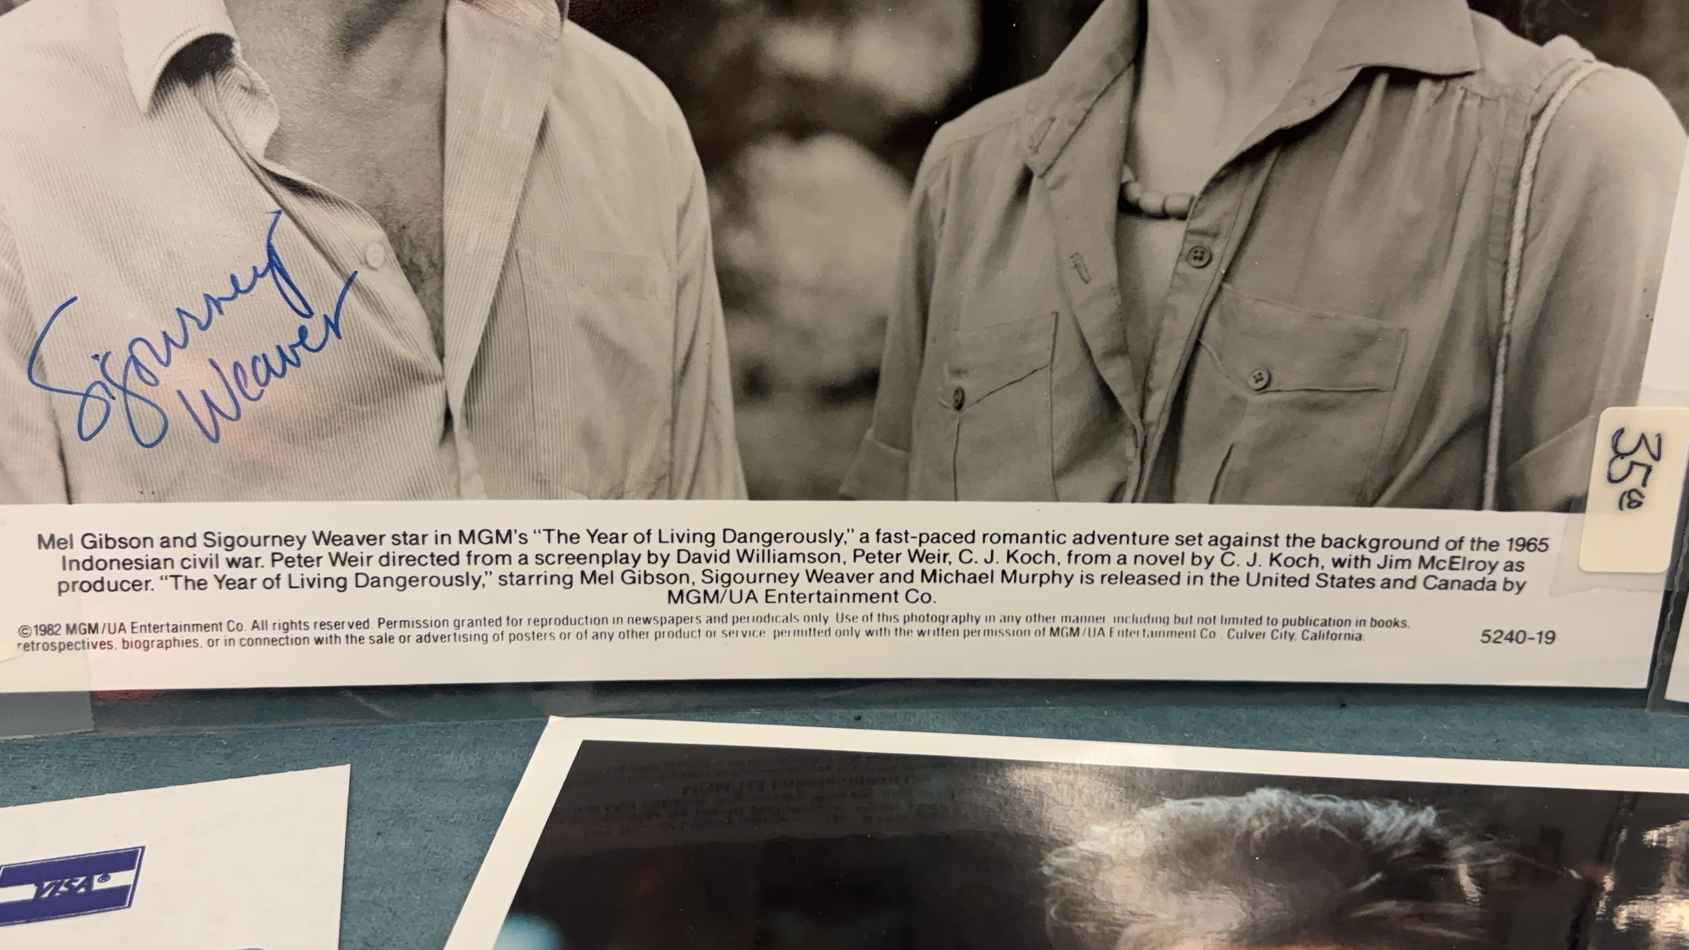 Sigourney
Weaver
35 00
Mel Gibson and Sigourney Weaver star in MGM's "The Year of Living Dangerously," a fast-paced romantic adventure set against the background of the 1965
Indonesian civil war. Peter Weir directed from a screenplay by David Williamson, Peter Weir, C. J. Koch, from a novel by C. J. Koch, with Jim McElroy as
producer. "The Year of Living Dangerously," starring Mel Gibson, Sigourney Weaver and Michael Murphy is released in the United States and Canada by
MGM/UA Entertainment Co.
©1982 MGM/UA Entertainment Co. All rights reserved. Permission granted for reproduction in newspapers and periodicals only. Use of this photography in any other manner, including but not limited to publication in books,
retrospectives, biographies, or in connection with the sale or advertising of posters or of any other product or service, permitted only with the written permission of MGM/UA Entertainment Co., Culver City, California.
5240-19
VISA®